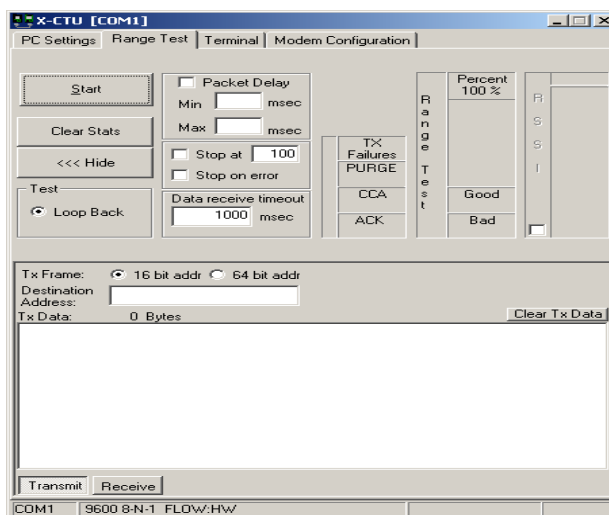 X-CTU [COM1]
PC Settings Range Test Terminal Modem Configuration
Start
Clear Stats
<<< Hide
Test
Loop Back
Packet Delay
Min msec
Max msec
Stop at 100
Stop on error
Data receive timeout
1000 msec
TX
Failures
PURGE
CCA
ACK
Range Test
Percent
100 %
Good
Bad
RSSI
Tx Frame: 16 bit addr 64 bit addr
Destination
Address:
Tx Data: 0 Bytes Clear Tx Data
Transmit Receive
COM1 9600 8-N-1 FLOW:HW